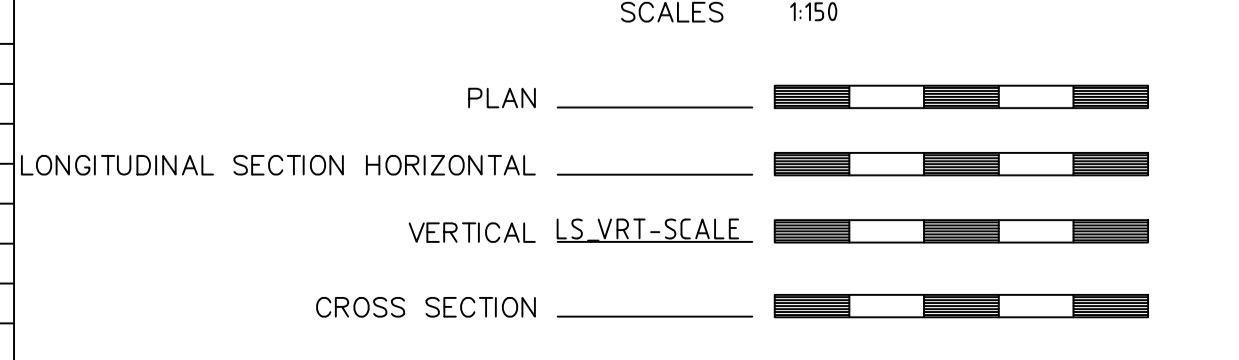 SCALES 1:150
PLAN
LONGITUDINAL SECTION HORIZONTAL
VERTICAL LS_VRT-SCALE
CROSS SECTION